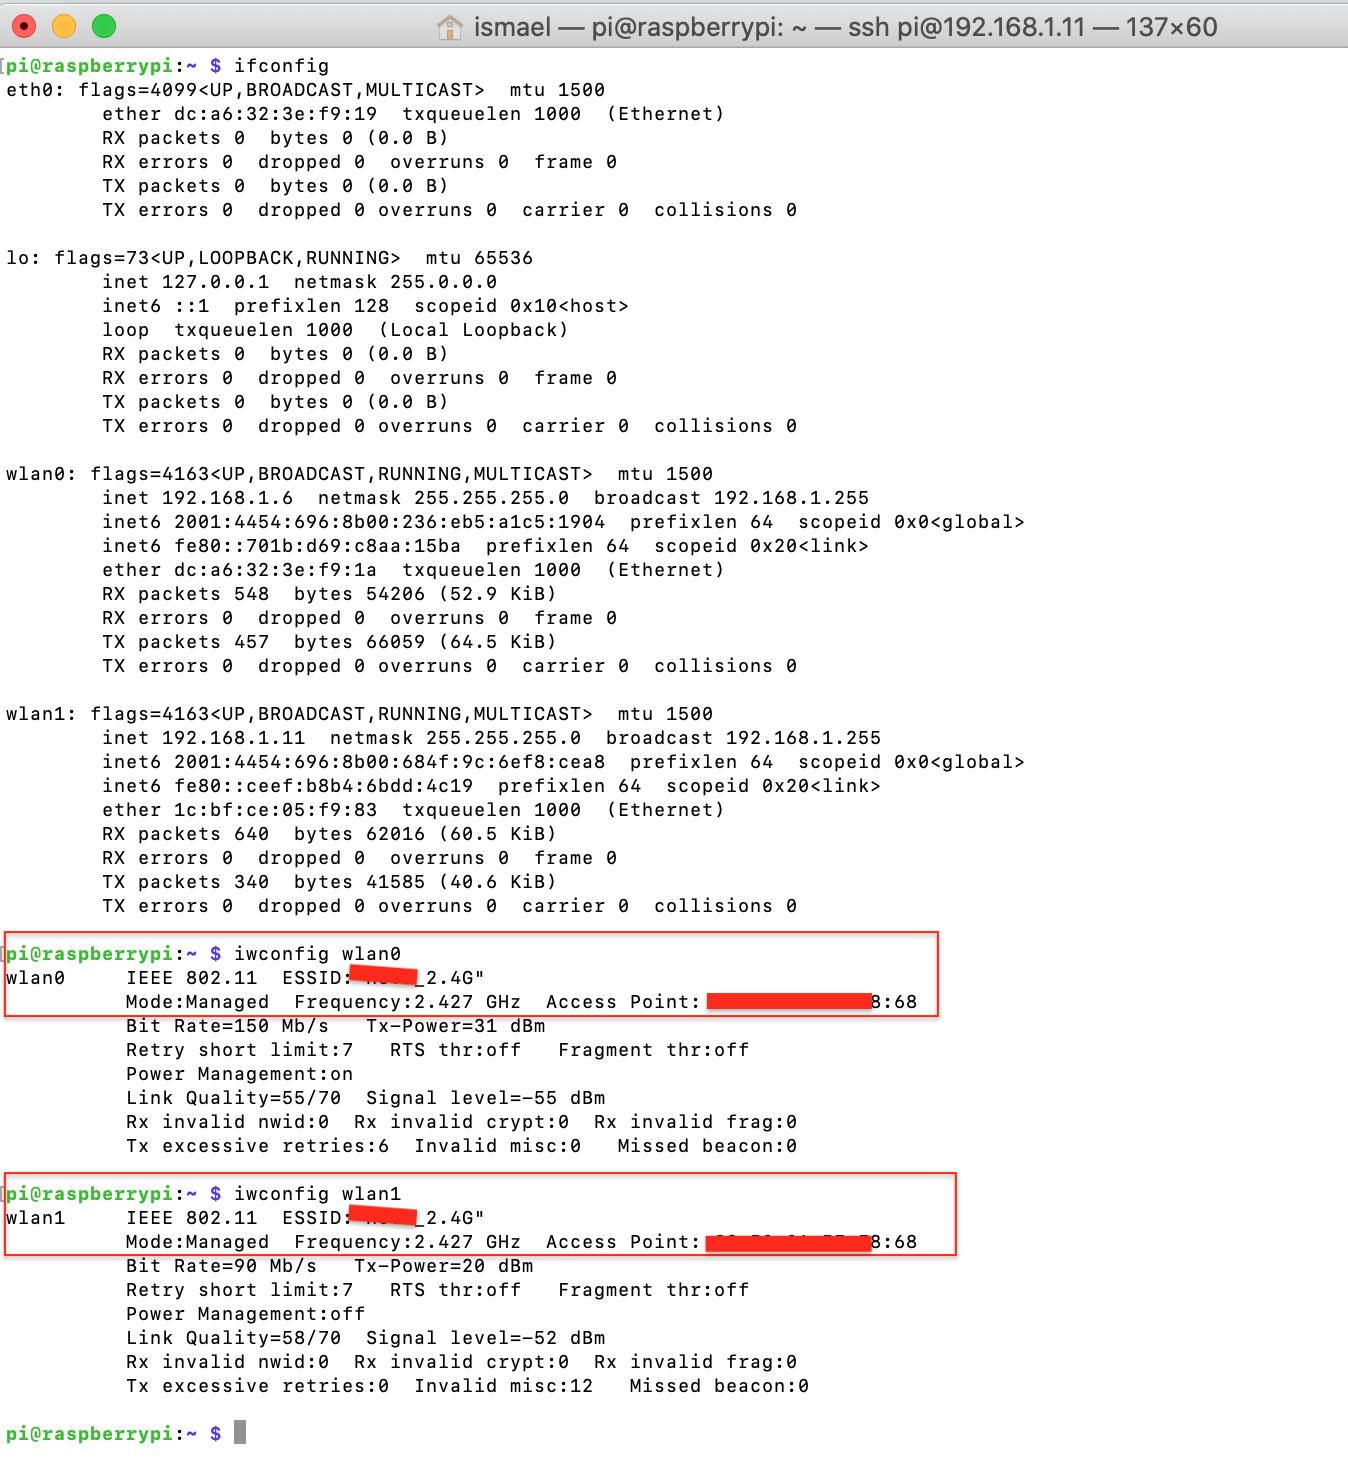 ismael — pi@raspberrypi: ~ — ssh pi@192.168.1.11 — 137×60
pi@raspberrypi:~ $ ifconfig
eth0: flags=4099<UP,BROADCAST,MULTICAST>  mtu 1500
        ether dc:a6:32:3e:f9:19  txqueuelen 1000  (Ethernet)
        RX packets 0  bytes 0 (0.0 B)
        RX errors 0  dropped 0  overruns 0  frame 0
        TX packets 0  bytes 0 (0.0 B)
        TX errors 0  dropped 0 overruns 0  carrier 0  collisions 0

lo: flags=73<UP,LOOPBACK,RUNNING>  mtu 65536
        inet 127.0.0.1  netmask 255.0.0.0
        inet6 ::1  prefixlen 128  scopeid 0x10<host>
        loop  txqueuelen 1000  (Local Loopback)
        RX packets 0  bytes 0 (0.0 B)
        RX errors 0  dropped 0  overruns 0  frame 0
        TX packets 0  bytes 0 (0.0 B)
        TX errors 0  dropped 0 overruns 0  carrier 0  collisions 0

wlan0: flags=4163<UP,BROADCAST,RUNNING,MULTICAST>  mtu 1500
        inet 192.168.1.6  netmask 255.255.255.0  broadcast 192.168.1.255
        inet6 2001:4454:696:8b00:236:eb5:a1c5:1904  prefixlen 64  scopeid 0x0<global>
        inet6 fe80::701b:d69:c8aa:15ba  prefixlen 64  scopeid 0x20<link>
        ether dc:a6:32:3e:f9:1a  txqueuelen 1000  (Ethernet)
        RX packets 548  bytes 54206 (52.9 KiB)
        RX errors 0  dropped 0  overruns 0  frame 0
        TX packets 457  bytes 66059 (64.5 KiB)
        TX errors 0  dropped 0 overruns 0  carrier 0  collisions 0

wlan1: flags=4163<UP,BROADCAST,RUNNING,MULTICAST>  mtu 1500
        inet 192.168.1.11  netmask 255.255.255.0  broadcast 192.168.1.255
        inet6 2001:4454:696:8b00:684f:9c:6ef8:cea8  prefixlen 64  scopeid 0x0<global>
        inet6 fe80::ceef:b8b4:6bdd:4c19  prefixlen 64  scopeid 0x20<link>
        ether 1c:bf:ce:05:f9:83  txqueuelen 1000  (Ethernet)
        RX packets 640  bytes 62016 (60.5 KiB)
        RX errors 0  dropped 0  overruns 0  frame 0
        TX packets 340  bytes 41585 (40.6 KiB)
        TX errors 0  dropped 0 overruns 0  carrier 0  collisions 0

pi@raspberrypi:~ $ iwconfig wlan0
wlan0     IEEE 802.11  ESSID: _2.4G"
          Mode:Managed  Frequency:2.427 GHz  Access Point: 8:68
          Bit Rate=150 Mb/s   Tx-Power=31 dBm
          Retry short limit:7   RTS thr:off   Fragment thr:off
          Power Management:on
          Link Quality=55/70  Signal level=-55 dBm
          Rx invalid nwid:0  Rx invalid crypt:0  Rx invalid frag:0
          Tx excessive retries:6  Invalid misc:0   Missed beacon:0

pi@raspberrypi:~ $ iwconfig wlan1
wlan1     IEEE 802.11  ESSID: _2.4G"
          Mode:Managed  Frequency:2.427 GHz  Access Point: 8:68
          Bit Rate=90 Mb/s   Tx-Power=20 dBm
          Retry short limit:7   RTS thr:off   Fragment thr:off
          Power Management:off
          Link Quality=58/70  Signal level=-52 dBm
          Rx invalid nwid:0  Rx invalid crypt:0  Rx invalid frag:0
          Tx excessive retries:0  Invalid misc:12   Missed beacon:0

pi@raspberrypi:~ $